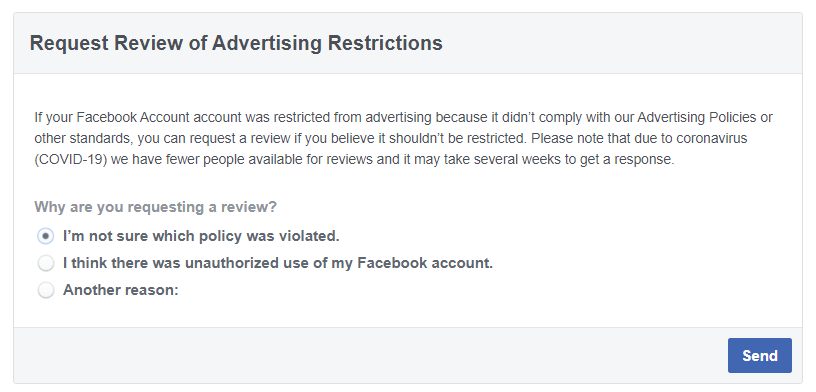 Request Review of Advertising Restrictions
If your Facebook Account account was restricted from advertising because it didn’t comply with our Advertising Policies or
other standards, you can request a review if you believe it shouldn’t be restricted. Please note that due to coronavirus
(COVID-19) we have fewer people available for reviews and it may take several weeks to get a response.
Why are you requesting a review?
I’m not sure which policy was violated.
I think there was unauthorized use of my Facebook account.
Another reason:
Send